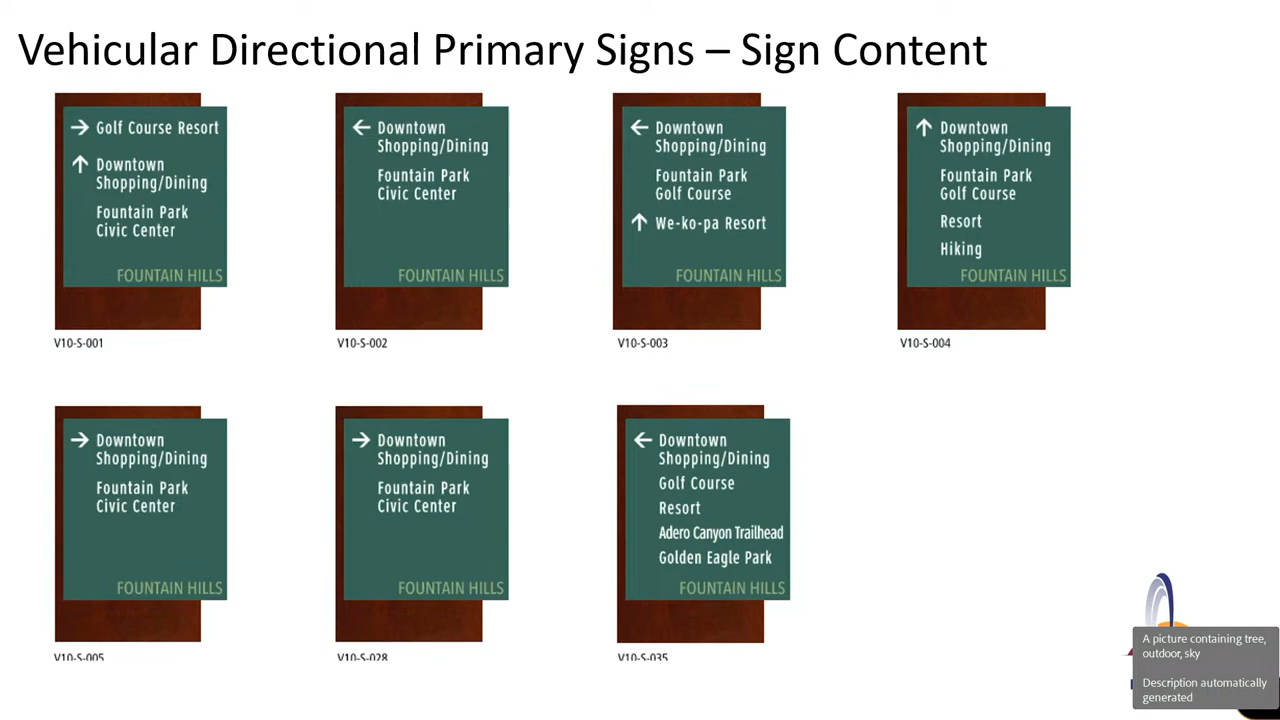 Vehicular Directional Primary Signs – Sign Content
→ Golf Course Resort
↑ Downtown
Shopping/Dining
Fountain Park
Civic Center
FOUNTAIN HILLS
V10-S-001
← Downtown
Shopping/Dining
Fountain Park
Civic Center
FOUNTAIN HILLS
V10-S-002
← Downtown
Shopping/Dining
Fountain Park
Golf Course
↑ We-ko-pa Resort
FOUNTAIN HILLS
V10-S-003
↑ Downtown
Shopping/Dining
Fountain Park
Golf Course
Resort
Hiking
FOUNTAIN HILLS
V10-S-004
→ Downtown
Shopping/Dining
Fountain Park
Civic Center
FOUNTAIN HILLS
V10-S-005
→ Downtown
Shopping/Dining
Fountain Park
Civic Center
FOUNTAIN HILLS
V10-S-028
← Downtown
Shopping/Dining
Golf Course
Resort
Adero Canyon Trailhead
Golden Eagle Park
FOUNTAIN HILLS
V10-S-035
A picture containing tree,
outdoor, sky
Description automatically
generated